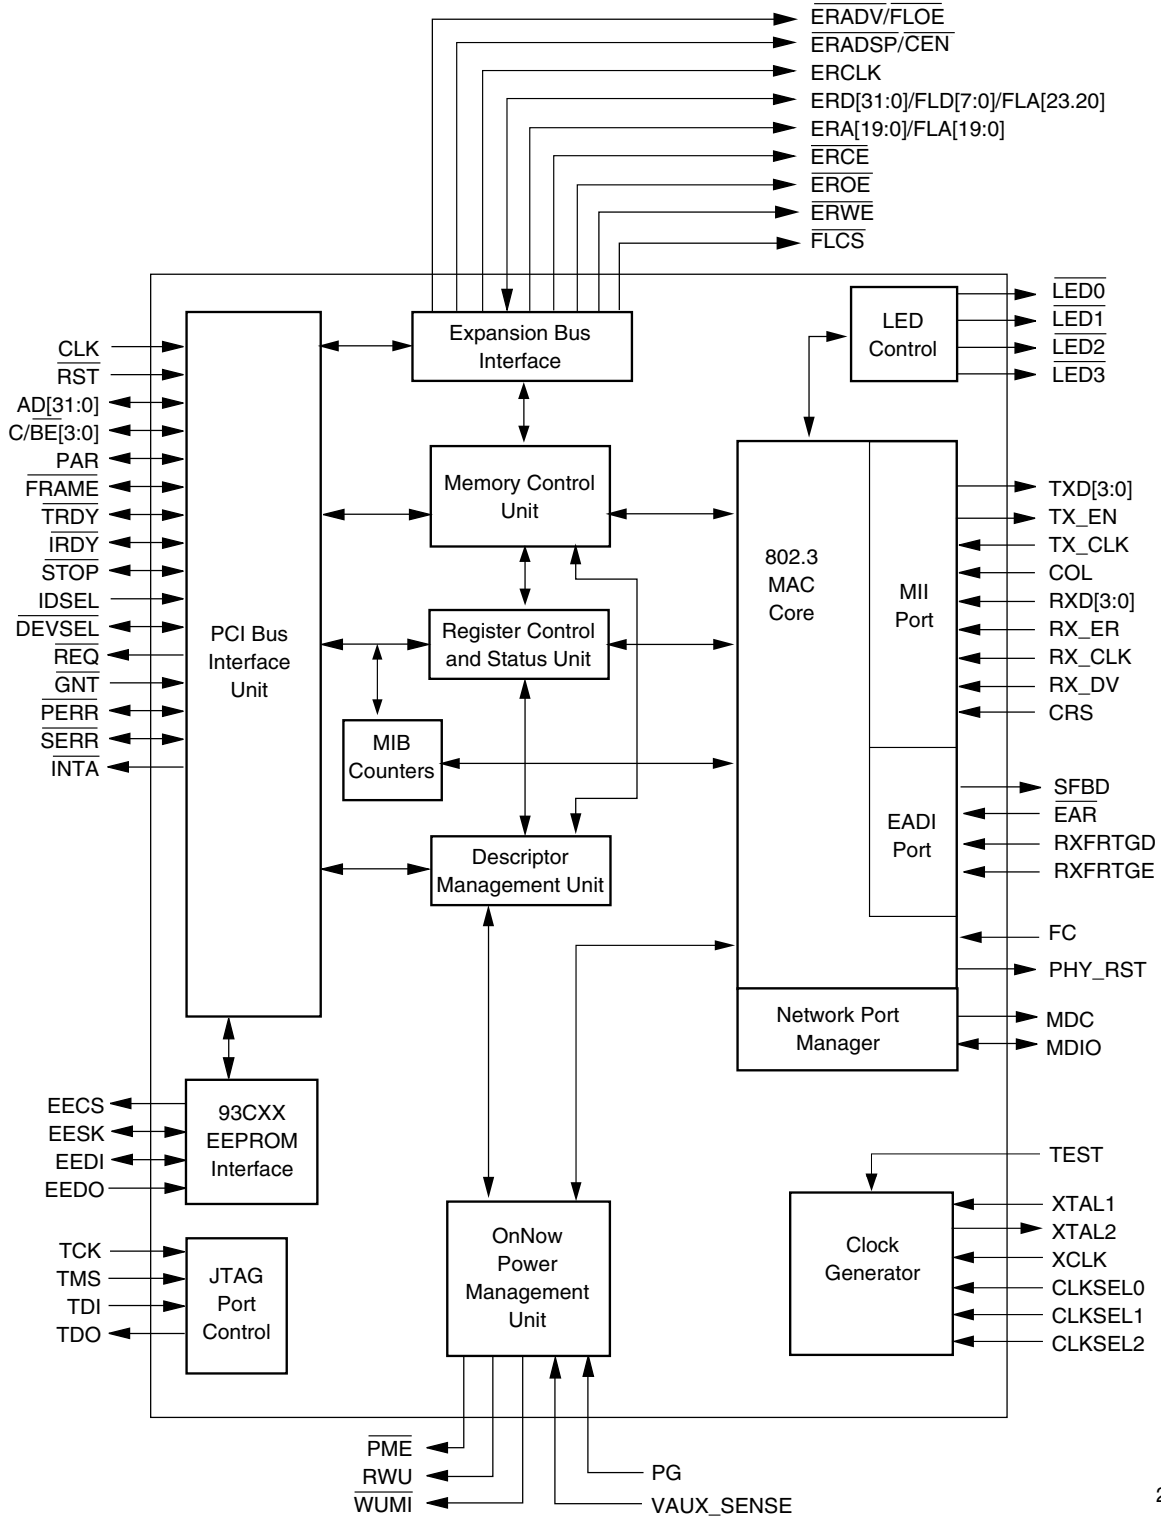 ERADV/FLOE
ERADSP/CEN
ERCLK
ERD[31:0]/FLD[7:0]/FLA[23.20]
ERA[19:0]/FLA[19:0]
ERCE
EROE
ERWE
FLCS
CLK
RST
AD[31:0]
C/BE[3:0]
PAR
FRAME
TRDY
IRDY
STOP
IDSEL
DEVSEL
REQ
GNT
PERR
SERR
INTA
PCI Bus
Interface
Unit
Expansion Bus
Interface
Memory Control
Unit
Register Control
and Status Unit
MIB
Counters
Descriptor
Management Unit
LED
Control
LED0
LED1
LED2
LED3
802.3
MAC
Core
MII
Port
TXD[3:0]
TX_EN
TX_CLK
COL
RXD[3:0]
RX_ER
RX_CLK
RX_DV
CRS
EADI
Port
SFBD
EAR
RXFRTGD
RXFRTGE
FC
PHY_RST
Network Port
Manager
MDC
MDIO
EECS
EESK
EEDI
EEDO
93CXX
EEPROM
Interface
TCK
TMS
TDI
TDO
JTAG
Port
Control
OnNow
Power
Management
Unit
Clock
Generator
TEST
XTAL1
XTAL2
XCLK
CLKSEL0
CLKSEL1
CLKSEL2
PME
RWU
WUMI
PG
VAUX_SENSE
2